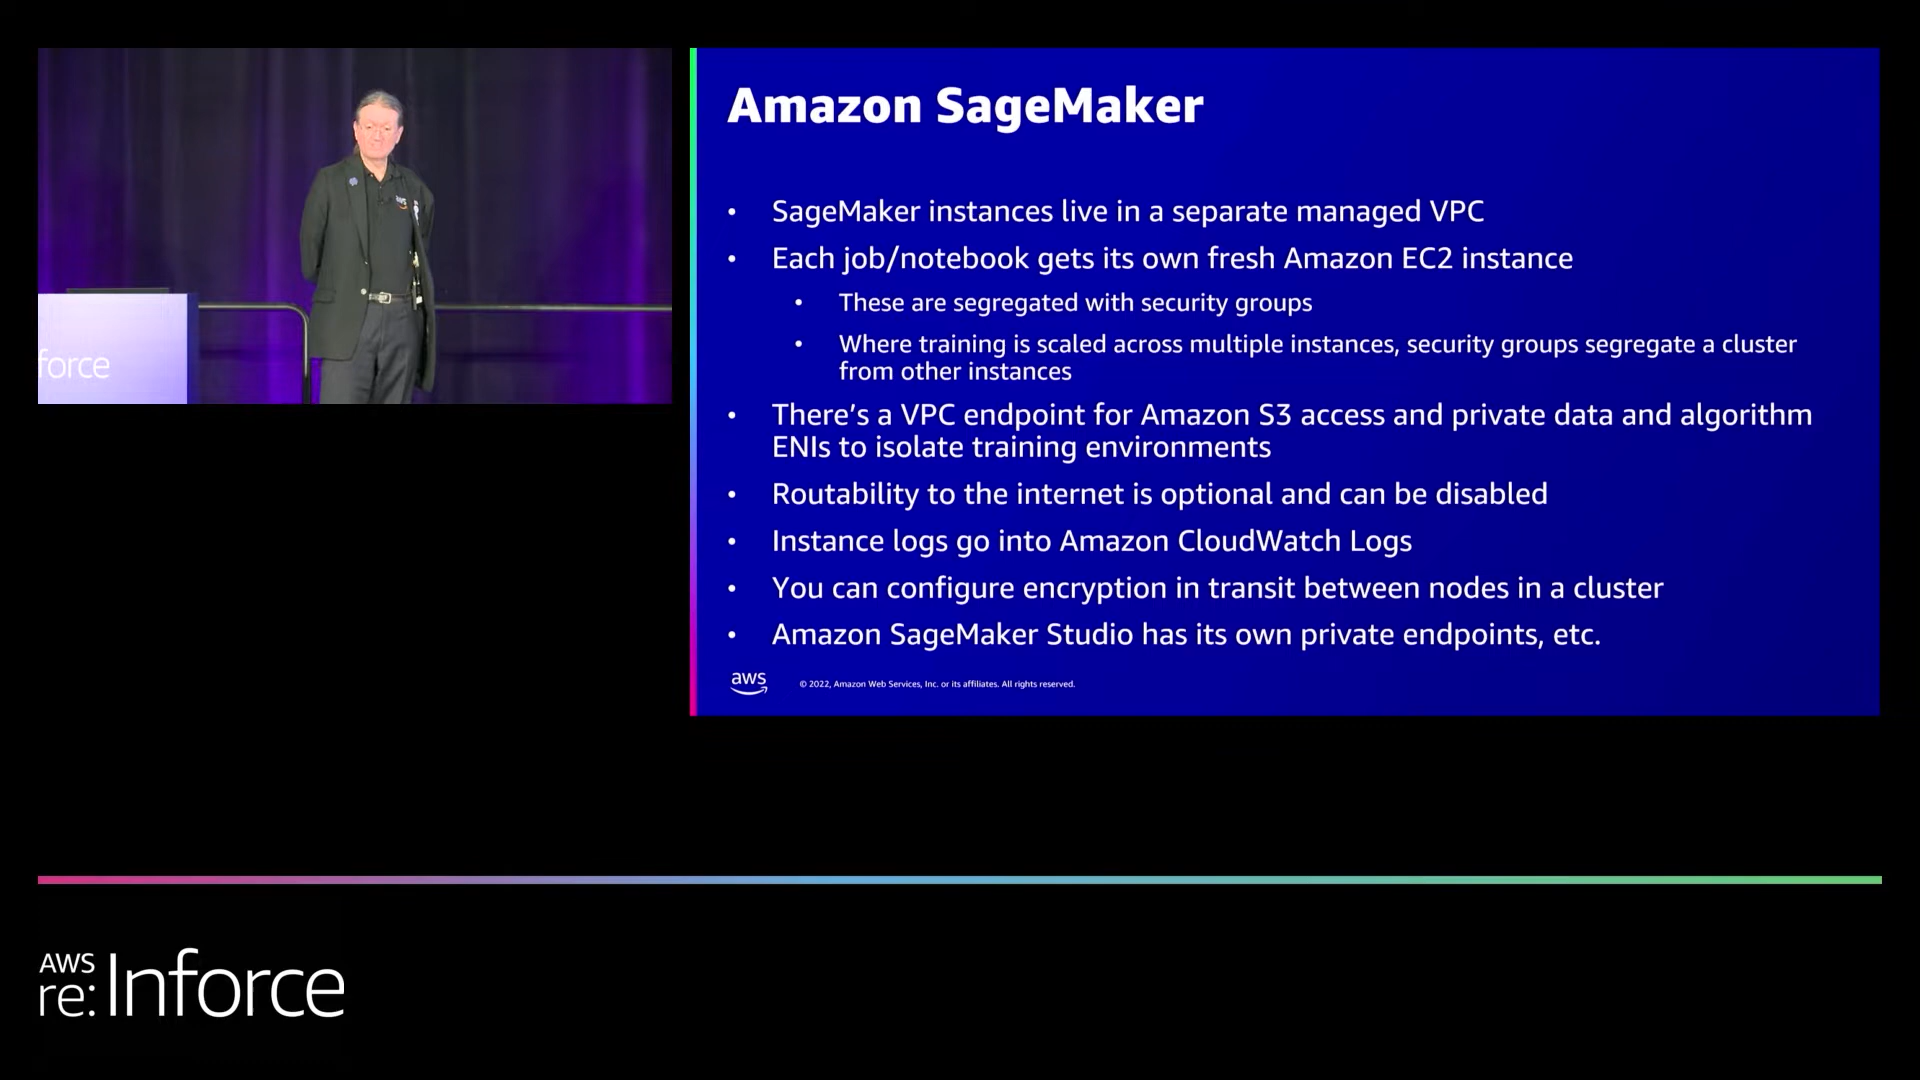 Amazon SageMaker
• SageMaker instances live in a separate managed VPC
• Each job/notebook gets its own fresh Amazon EC2 instance
• These are segregated with security groups
• Where training is scaled across multiple instances, security groups segregate a cluster
from other instances
• There's a VPC endpoint for Amazon S3 access and private data and algorithm
ENIs to isolate training environments
• Routability to the internet is optional and can be disabled
• Instance logs go into Amazon CloudWatch Logs
• You can configure encryption in transit between nodes in a cluster
• Amazon SageMaker Studio has its own private endpoints, etc.
aws
© 2022, Amazon Web Services, Inc. or its affiliates. All rights reserved.
aws
force
AWS
re:Inforce